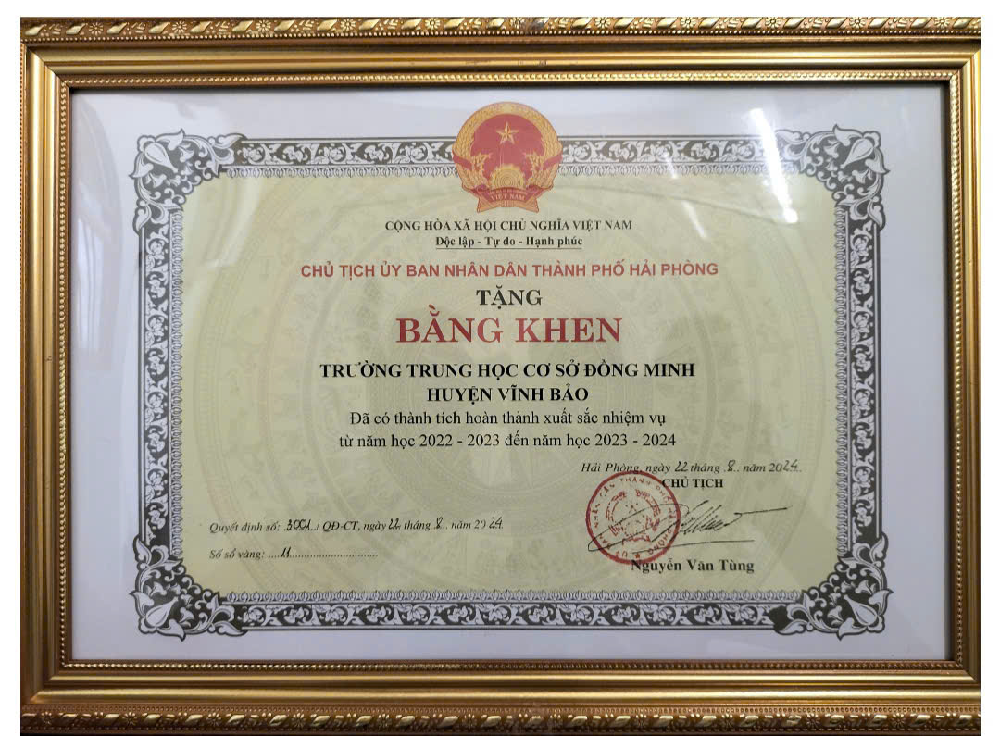 VIỆT NAM
CỘNG HÒA XÃ HỘI CHỦ NGHĨA VIỆT NAM
Độc lập - Tự do - Hạnh phúc
CHỦ TỊCH ỦY BAN NHÂN DÂN THÀNH PHỐ HẢI PHÒNG
TẶNG
BẰNG KHEN
TRƯỜNG TRUNG HỌC CƠ SỞ ĐỒNG MINH
HUYỆN VĨNH BẢO
Đã có thành tích hoàn thành xuất sắc nhiệm vụ
từ năm học 2022 - 2023 đến năm học 2023 - 2024
Hải Phòng, ngày 22 tháng .8.. năm 2024..
CHỦ TỊCH
Quyết định số: .3001../ QĐ-CT, ngày 22 tháng .8.. năm 2024
Số sổ vàng: ....11..............................
Nguyễn Văn Tùng